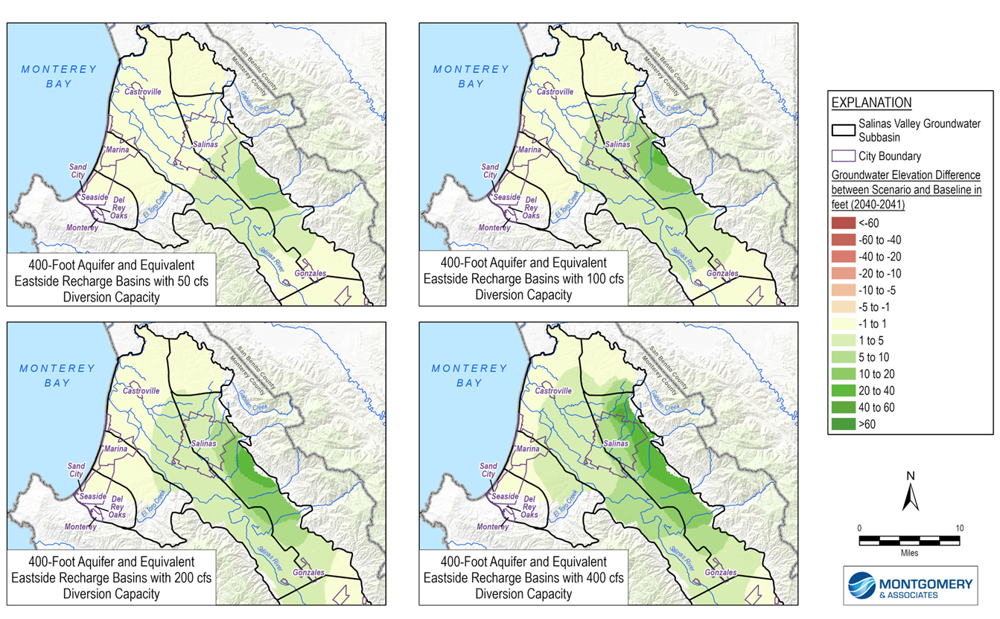 MONTEREY
BAY
San Benito County
Monterey County
Castroville
Gabilan Creek
Salinas
Marina
Sand
City
Seaside
Del
Rey
Oaks
El Toro Creek
Monterey
Salinas River
Gonzales
400-Foot Aquifer and Equivalent
Eastside Recharge Basins with 50 cfs
Diversion Capacity
MONTEREY
BAY
San Benito County
Monterey County
Castroville
Gabilan Creek
Salinas
Marina
Sand
City
Seaside
Del
Rey
Oaks
El Toro Creek
Monterey
Salinas River
Gonzales
400-Foot Aquifer and Equivalent
Eastside Recharge Basins with 100 cfs
Diversion Capacity
MONTEREY
BAY
San Benito County
Monterey County
Castroville
Gabilan Creek
Salinas
Marina
Sand
City
Seaside
Del
Rey
Oaks
El Toro Creek
Monterey
Salinas River
Gonzales
400-Foot Aquifer and Equivalent
Eastside Recharge Basins with 200 cfs
Diversion Capacity
MONTEREY
BAY
San Benito County
Monterey County
Castroville
Gabilan Creek
Salinas
Marina
Sand
City
Seaside
Del
Rey
Oaks
El Toro Creek
Monterey
Salinas River
Gonzales
400-Foot Aquifer and Equivalent
Eastside Recharge Basins with 400 cfs
Diversion Capacity
EXPLANATION
Salinas Valley Groundwater
Subbasin
City Boundary
Groundwater Elevation Difference
between Scenario and Baseline in
feet (2040-2041)
<-60
-60 to -40
-40 to -20
-20 to -10
-10 to -5
-5 to -1
-1 to 1
1 to 5
5 to 10
10 to 20
20 to 40
40 to 60
>60
N
0 10
Miles
MONTGOMERY
& ASSOCIATES